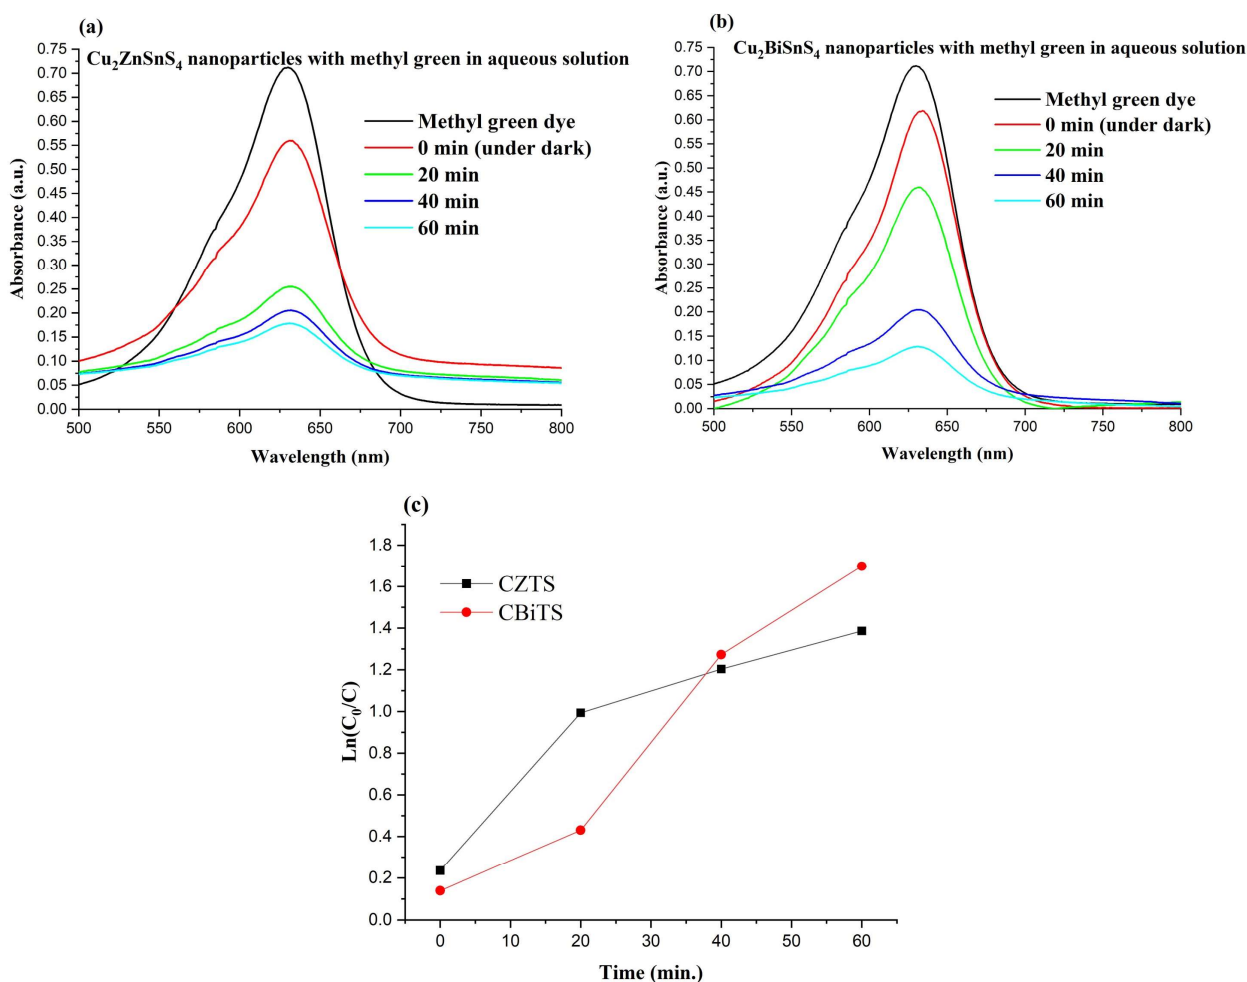 (a)
Cu₂ZnSnS₄ nanoparticles with methyl green in aqueous solution
0.75
0.70
0.65
0.60
0.55
0.50
0.45
0.40
0.35
0.30
0.25
0.20
0.15
0.10
0.05
0.00
Absorbance (a.u.)
Methyl green dye
0 min (under dark)
20 min
40 min
60 min
500 550 600 650 700 750 800
Wavelength (nm)
(b)
Cu₂BiSnS₄ nanoparticles with methyl green in aqueous solution
0.75
0.70
0.65
0.60
0.55
0.50
0.45
0.40
0.35
0.30
0.25
0.20
0.15
0.10
0.05
0.00
Absorbance (a.u.)
Methyl green dye
0 min (under dark)
20 min
40 min
60 min
500 550 600 650 700 750 800
Wavelength (nm)
(c)
1.8
1.6
1.4
1.2
1.0
0.8
0.6
0.4
0.2
0.0
Ln(C₀/C)
CZTS
CBiTS
0 10 20 30 40 50 60
Time (min.)